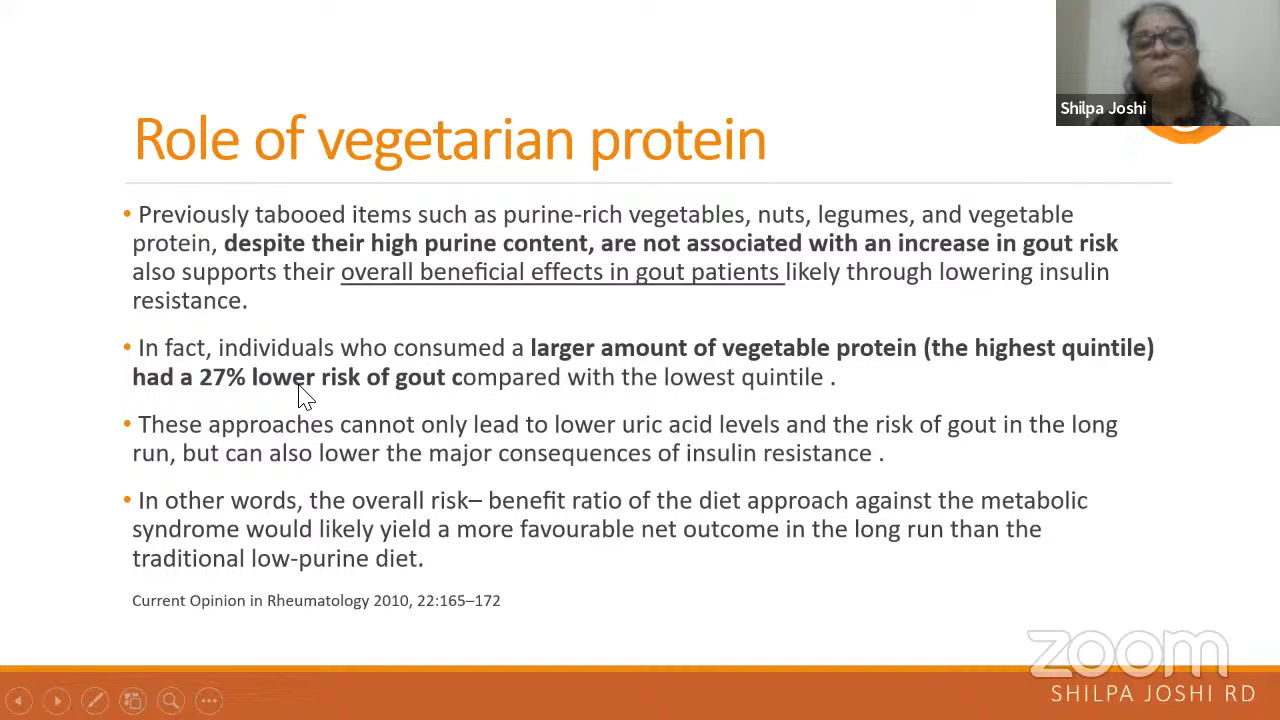 Shilpa Joshi
Role of vegetarian protein
• Previously tabooed items such as purine-rich vegetables, nuts, legumes, and vegetable
protein, despite their high purine content, are not associated with an increase in gout risk
also supports their overall beneficial effects in gout patients likely through lowering insulin
resistance.
• In fact, individuals who consumed a larger amount of vegetable protein (the highest quintile)
had a 27% lower risk of gout compared with the lowest quintile .
• These approaches cannot only lead to lower uric acid levels and the risk of gout in the long
run, but can also lower the major consequences of insulin resistance .
• In other words, the overall risk– benefit ratio of the diet approach against the metabolic
syndrome would likely yield a more favourable net outcome in the long run than the
traditional low-purine diet.
Current Opinion in Rheumatology 2010, 22:165–172
zoom
SHILPA JOSHI RD